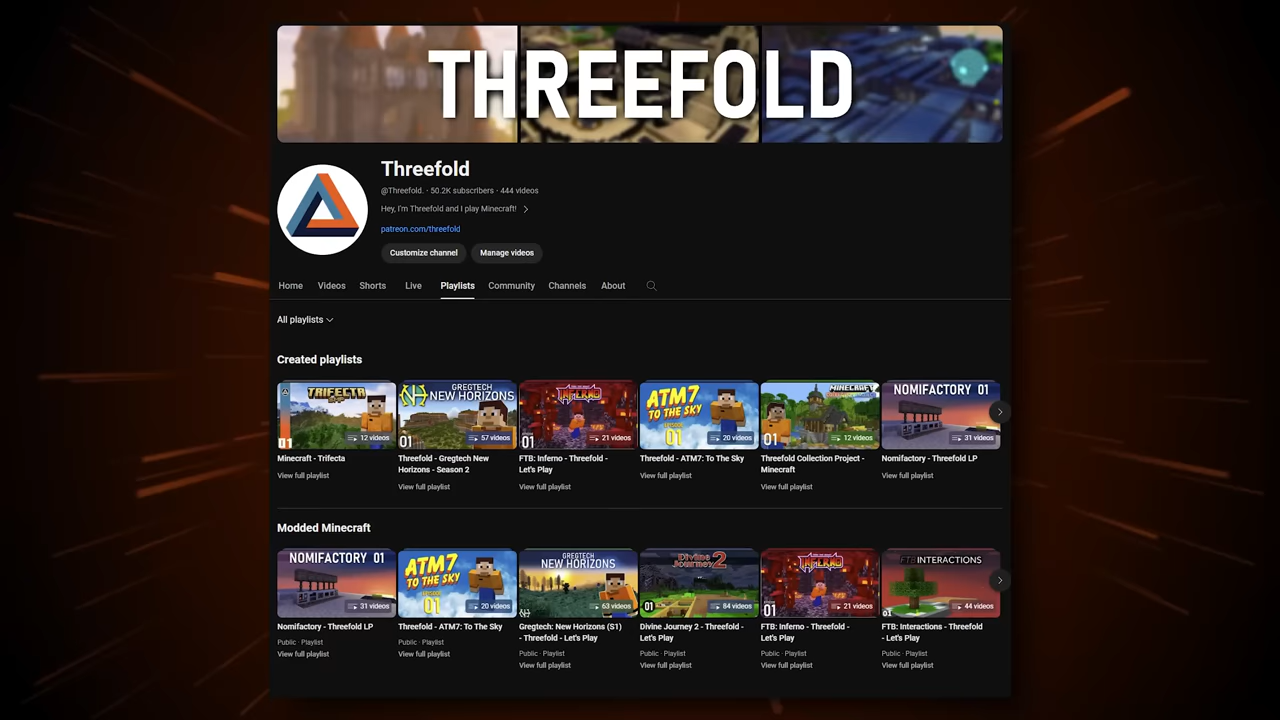 THREEFOLD
Threefold
@Threefold. · 50.2K subscribers · 444 videos
Hey, I'm Threefold and I play Minecraft!
patreon.com/threefold
Customize channel
Manage videos
Home Videos Shorts Live Playlists Community Channels About
All playlists
Created playlists
TRIFECTA
01
12 videos
GREGTECH
NEW HORIZONS
01
57 videos
INFERNO
01
21 videos
ATM7
TO THE SKY
EPISODE
01
20 videos
MINECRAFT
01
12 videos
NOMIFACTORY 01
31 videos
Minecraft - Trifecta
View full playlist
Threefold - Gregtech New
Horizons - Season 2
View full playlist
FTB: Inferno - Threefold -
Let's Play
View full playlist
Threefold - ATM7: To The Sky
View full playlist
Threefold Collection Project -
Minecraft
View full playlist
Nomifactory - Threefold LP
View full playlist
Modded Minecraft
NOMIFACTORY 01
31 videos
ATM7
TO THE SKY
EPISODE
01
20 videos
GREGTECH
NEW HORIZONS
63 videos
Divine
Journey 2
01
84 videos
INFERNO
01
21 videos
FTB INTERACTIONS
01
44 videos
Nomifactory - Threefold LP
Public · Playlist
View full playlist
Threefold - ATM7: To The Sky
Public · Playlist
View full playlist
Gregtech: New Horizons (S1)
- Threefold - Let's Play
Public · Playlist
View full playlist
Divine Journey 2 - Threefold -
Let's Play
Public · Playlist
View full playlist
FTB: Inferno - Threefold -
Let's Play
Public · Playlist
View full playlist
FTB: Interactions - Threefold
- Let's Play
Public · Playlist
View full playlist